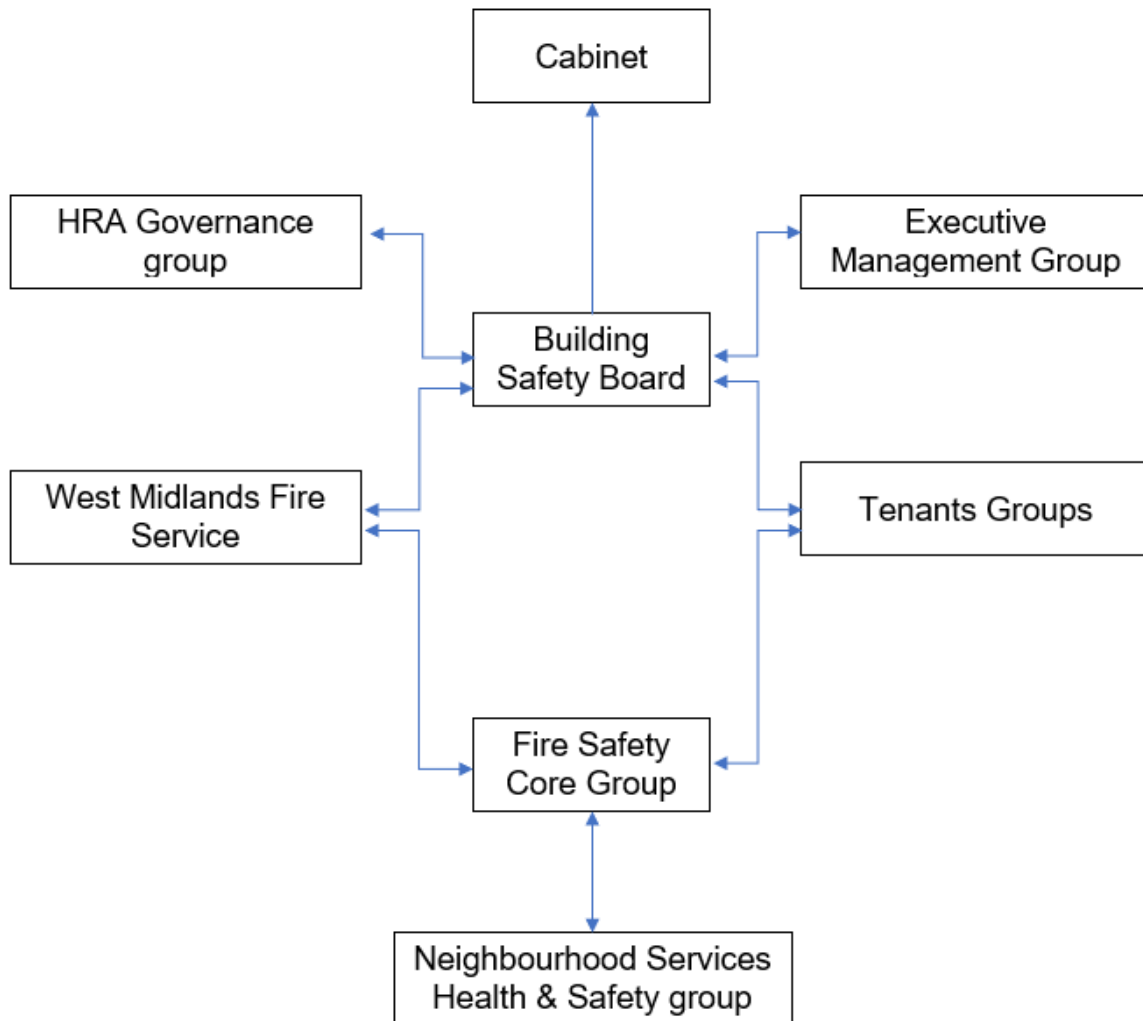 Cabinet
HRA Governance
group
Executive
Management Group
Building
Safety Board
West Midlands Fire
Service
Tenants Groups
Fire Safety
Core Group
Neighbourhood Services
Health & Safety group